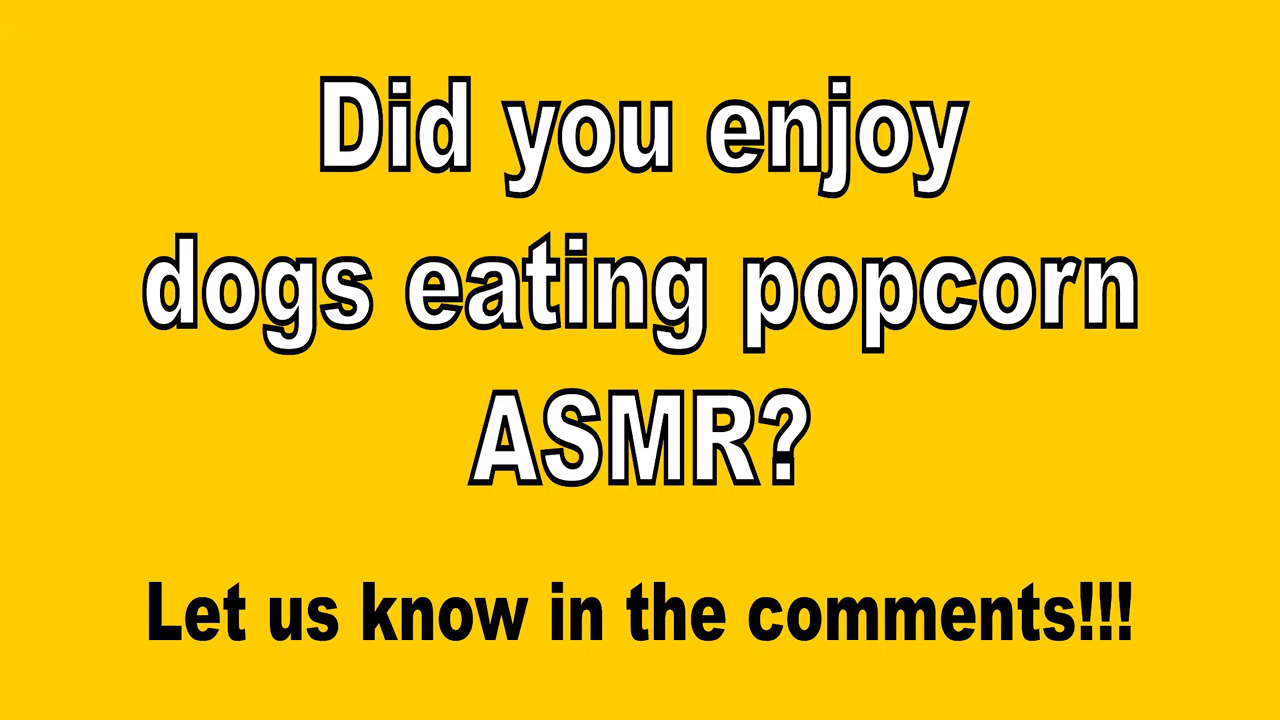 Did you enjoy
dogs eating popcorn
ASMR?
Let us know in the comments!!!